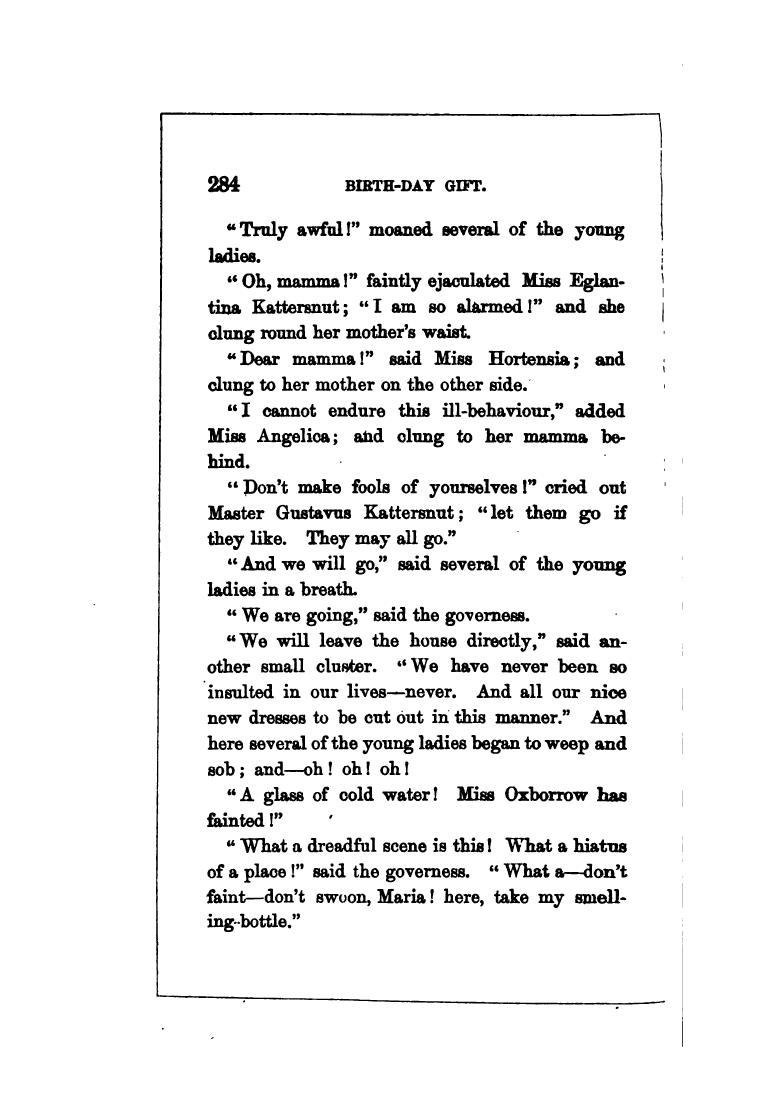 284 BIRTH-DAY GIFT.
“Truly awful!” moaned several of the young
ladies.
“Oh, mamma!” faintly ejaculated Miss Eglan-
tina Kattersnut; “I am so alarmed!” and she
clung round her mother’s waist.
“Dear mamma!” said Miss Hortensia; and
clung to her mother on the other side.
“I cannot endure this ill-behaviour,” added
Miss Angelica; and clung to her mamma be-
hind.
“Don’t make fools of yourselves!” cried out
Master Gustavus Kattersnut; “let them go if
they like. They may all go.”
“And we will go,” said several of the young
ladies in a breath.
“We are going,” said the governess.
“We will leave the house directly,” said an-
other small cluster. “We have never been so
insulted in our lives—never. And all our nice
new dresses to be cut out in this manner.” And
here several of the young ladies began to weep and
sob; and—oh! oh! oh!
“A glass of cold water! Miss Oxborrow has
fainted!”
“What a dreadful scene is this! What a hiatus
of a place!” said the governess. “What a—don’t
faint—don’t swoon, Maria! here, take my smell-
ing-bottle.”